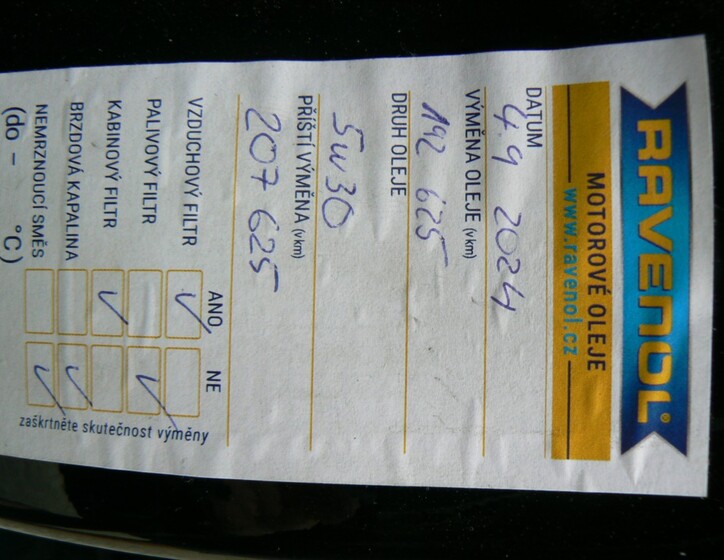 RAVENOL®
MOTOROVÉ OLEJE
www.ravenol.cz
DATUM
4.9 2024
VÝMĚNA OLEJE (v km)
192 625
DRUH OLEJE
5W30
PŘÍŠTÍ VÝMĚNA (v km)
207 625
ANO NE
VZDUCHOVÝ FILTR ✓
PALIVOVÝ FILTR ✓
KABINOVÝ FILTR ✓
BRZDOVÁ KAPALINA ✓
NEMRZNOUCÍ SMĚS ✓
(do – °C)
zaškrtněte skutečnost výměny